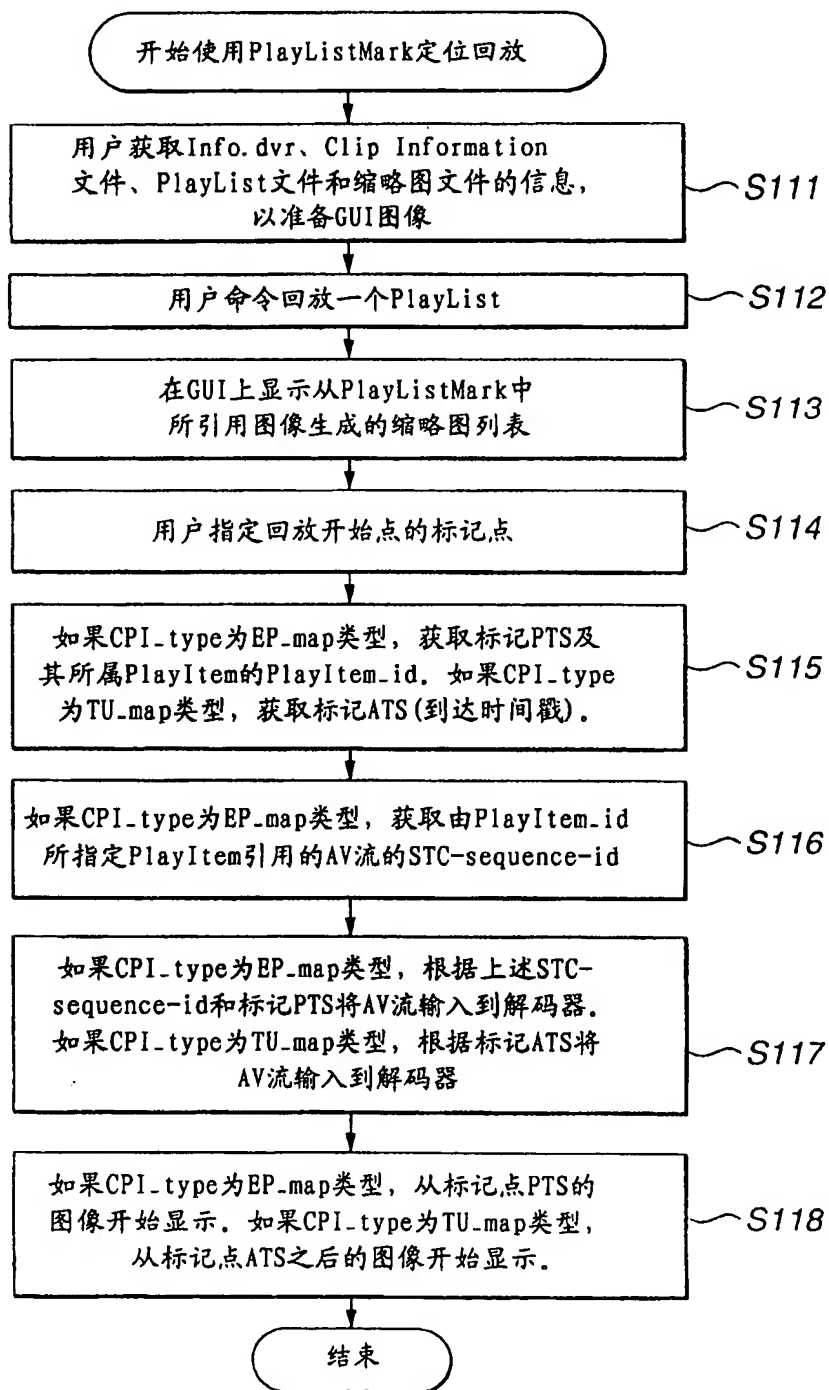 开始使用PlayListMark定位回放
用户获取Info.dvr、Clip Information
文件、PlayList文件和缩略图文件的信息，
以准备GUI图像
S111
用户命令回放一个PlayList
S112
在GUI上显示从PlayListMark中
所引用图像生成的缩略图列表
S113
用户指定回放开始点的标记点
S114
如果CPI_type为EP_map类型，获取标记PTS及
其所属PlayItem的PlayItem_id. 如果CPI_type
为TU_map类型，获取标记ATS(到达时间戳)。
S115
如果CPI_type为EP_map类型，获取由PlayItem_id
所指定PlayItem引用的AV流的STC-sequence-id
S116
如果CPI_type为EP_map类型，根据上述STC-
sequence-id和标记PTS将AV流输入到解码器.
如果CPI_type为TU_map类型，根据标记ATS将
AV流输入到解码器
S117
如果CPI_type为EP_map类型，从标记点PTS的
图像开始显示. 如果CPI_type为TU_map类型，
从标记点ATS之后的图像开始显示。
S118
结束